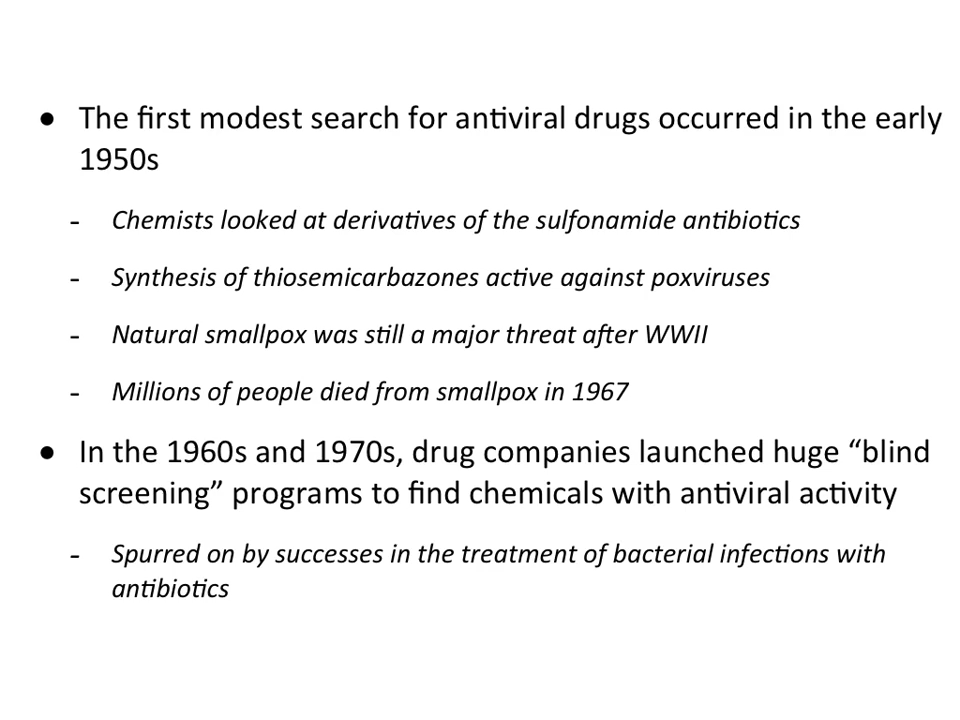 • The first modest search for antiviral drugs occurred in the early
1950s
- Chemists looked at derivatives of the sulfonamide antibiotics
- Synthesis of thiosemicarbazones active against poxviruses
- Natural smallpox was still a major threat after WWII
- Millions of people died from smallpox in 1967
• In the 1960s and 1970s, drug companies launched huge “blind
screening” programs to find chemicals with antiviral activity
- Spurred on by successes in the treatment of bacterial infections with
antibiotics